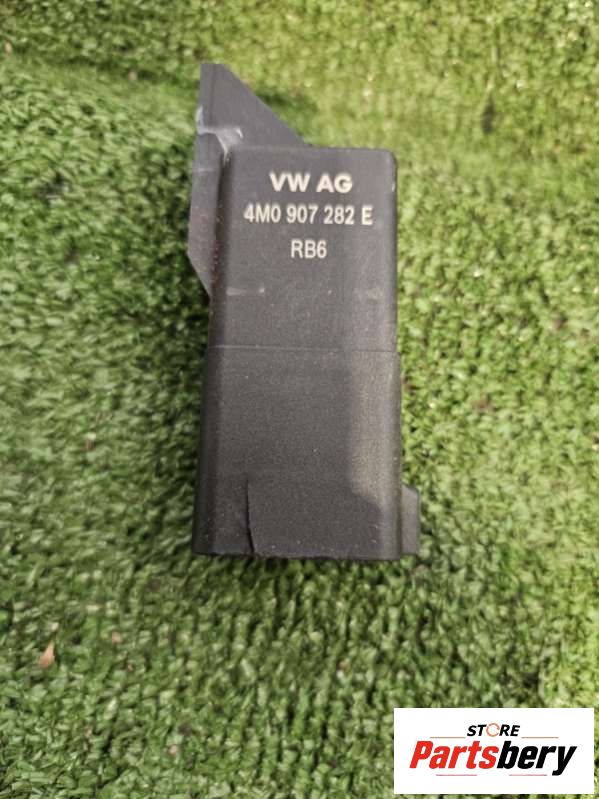 VW AG
4M0 907 282 E
RB6
STORE
Partsbery